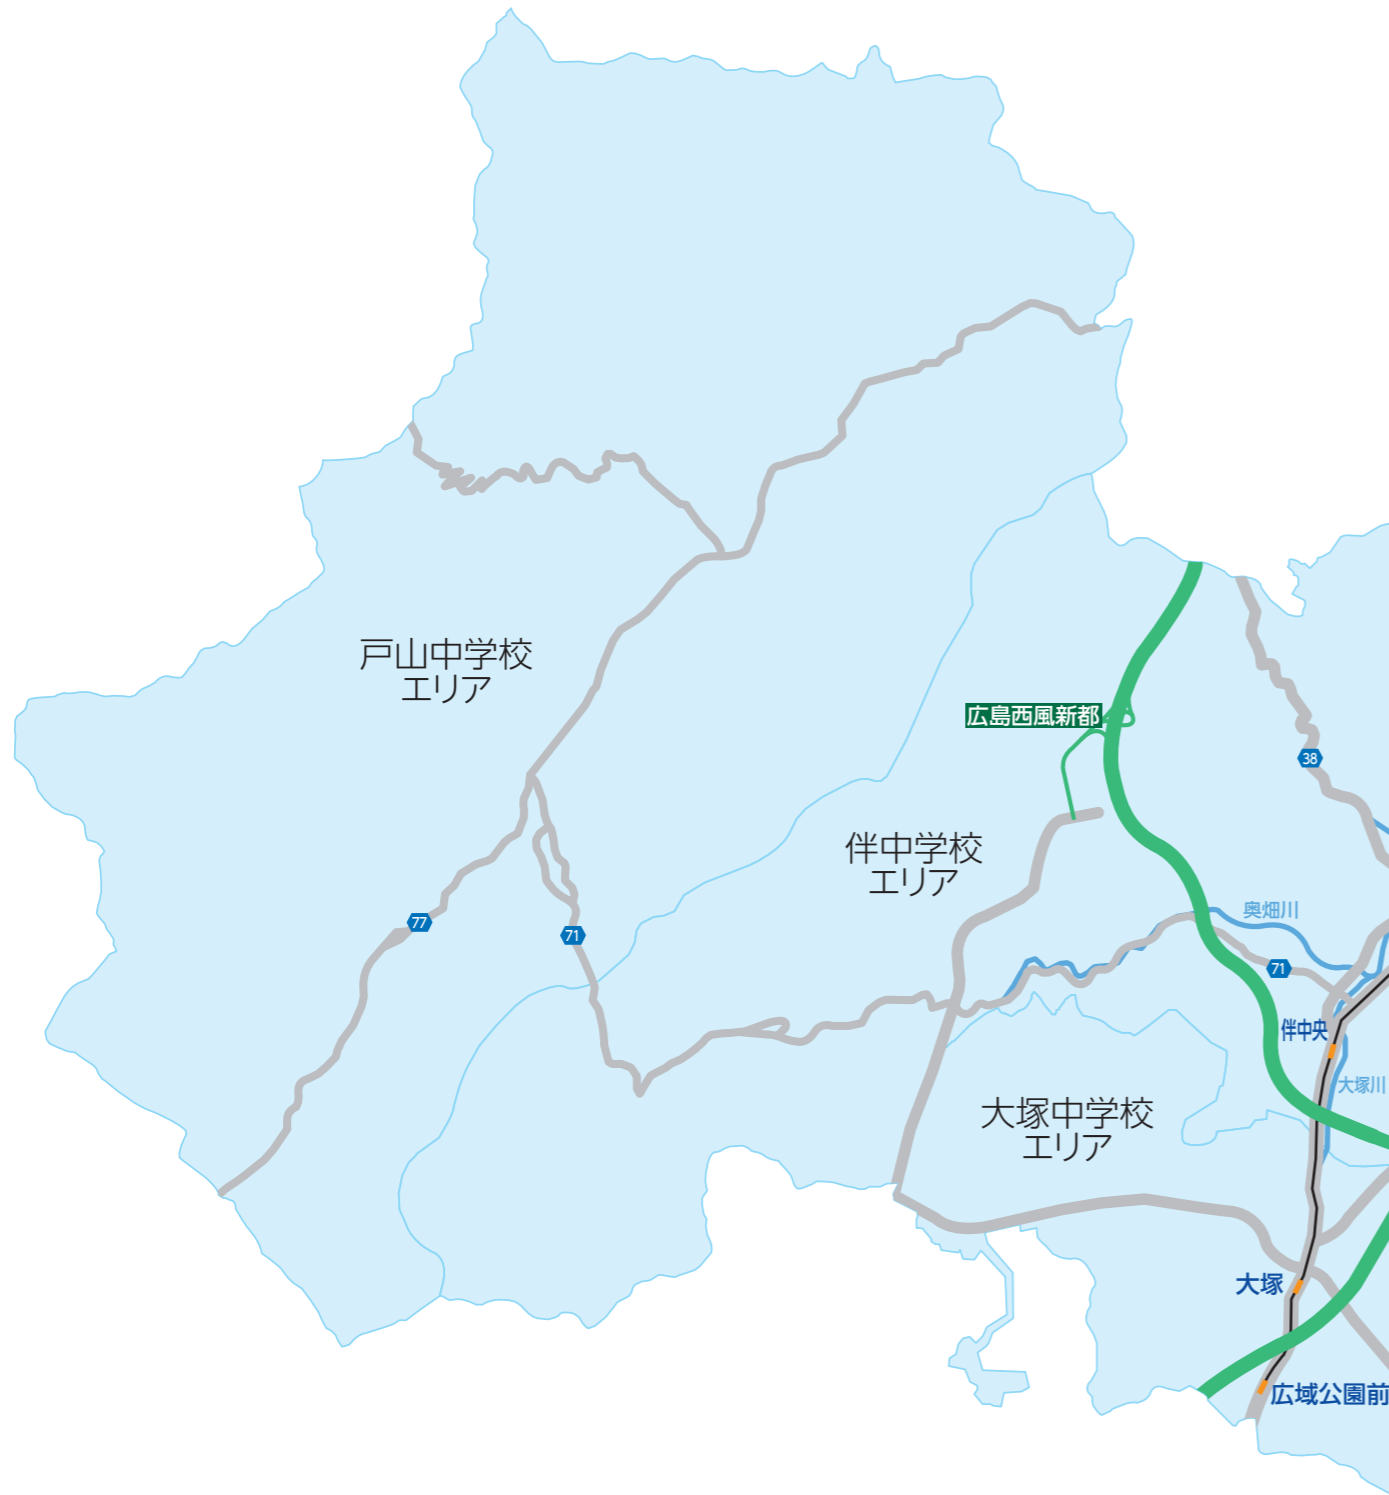 戸山中学校
エリア
広島西風新都
38
伴中学校
エリア
77
71
奥畑川
71
伴中央
大塚川
大塚中学校
エリア
大塚
広域公園前